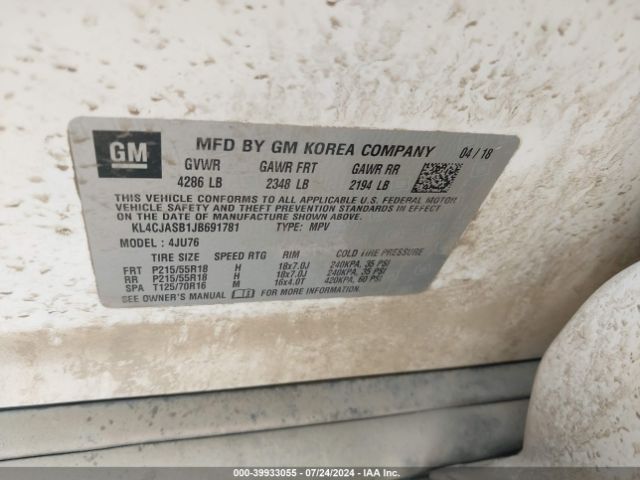 GM
MFD BY GM KOREA COMPANY 04 / 18
GVWR GAWR FRT GAWR RR
4286 LB 2348 LB 2194 LB
THIS VEHICLE CONFORMS TO ALL APPLICABLE U.S. FEDERAL MOTOR
VEHICLE SAFETY AND THEFT PREVENTION STANDARDS IN EFFECT
ON THE DATE OF MANUFACTURE SHOWN ABOVE.
KL4CJASB1JB691781 TYPE: MPV
MODEL : 4JU76
TIRE SIZE SPEED RTG RIM COLD TIRE PRESSURE
FRT P215/55R18 H 18x7.0J 240KPA, 35 PSI
RR P215/55R18 H 18x7.0J 240KPA, 35 PSI
SPA T125/70R16 M 16x4.0T 420KPA, 60 PSI
SEE OWNER'S MANUAL FOR MORE INFORMATION.
000-39933055 - 07/24/2024 - IAA Inc.